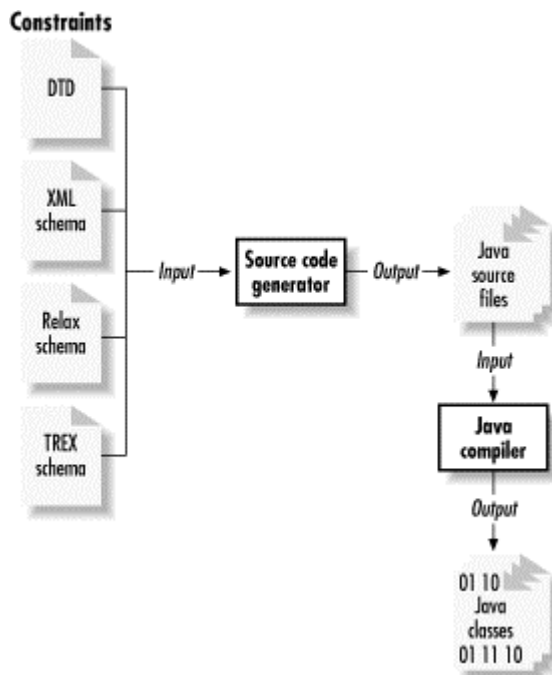 Constraints
DTD
XML
schema
Relax
schema
TREX
schema
Input
Source code
generator
Output
Java
source
files
Input
Java
compiler
Output
01 10
Java
classes
01 11 10